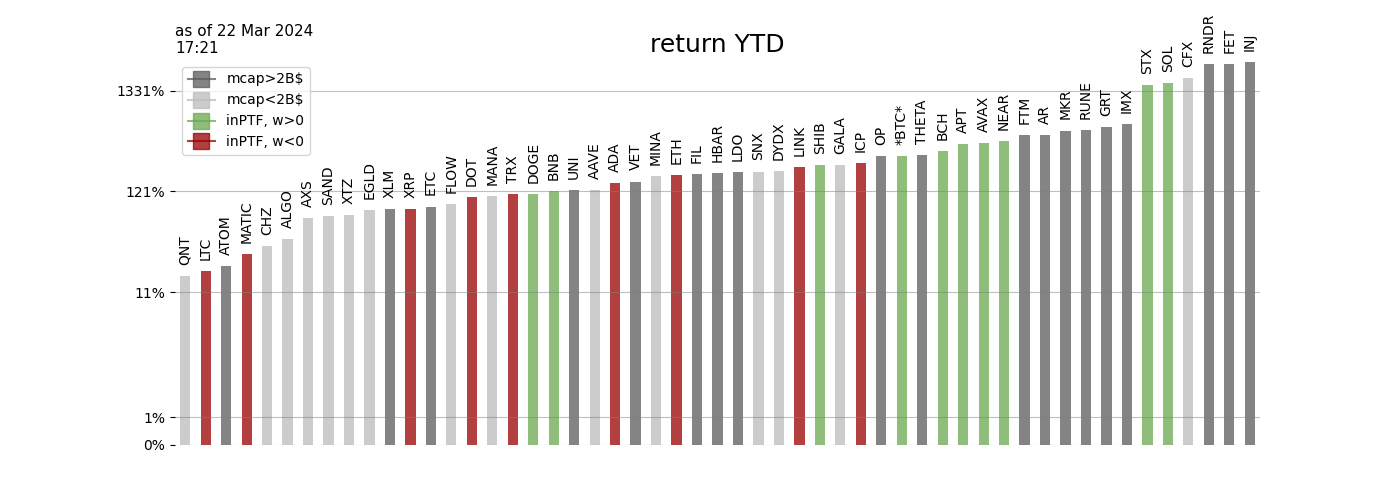 as of 22 Mar 2024
17:21
return YTD
mcap>2B$
mcap<2B$
inPTF, w>0
inPTF, w<0
1331%
121%
11%
1%
0%
QNT
LTC
ATOM
MATIC
CHZ
ALGO
AXS
SAND
XTZ
EGLD
XLM
XRP
ETC
FLOW
DOT
MANA
TRX
DOGE
BNB
UNI
AAVE
ADA
VET
MINA
ETH
FIL
HBAR
LDO
SNX
DYDX
LINK
SHIB
GALA
ICP
OP
*BTC*
THETA
BCH
APT
AVAX
NEAR
FTM
AR
MKR
RUNE
GRT
IMX
STX
SOL
CFX
RNDR
FET
INJ